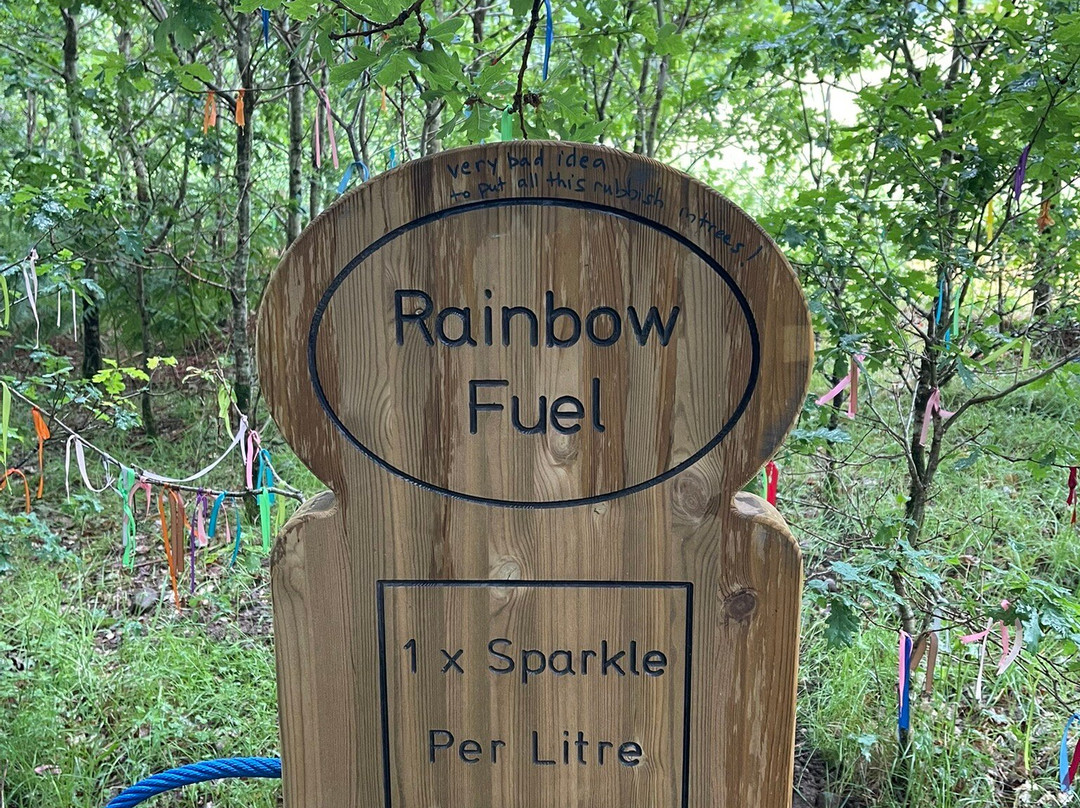 very bad idea
to put all this rubbish in trees!
Rainbow
Fuel
1 x Sparkle
Per Litre